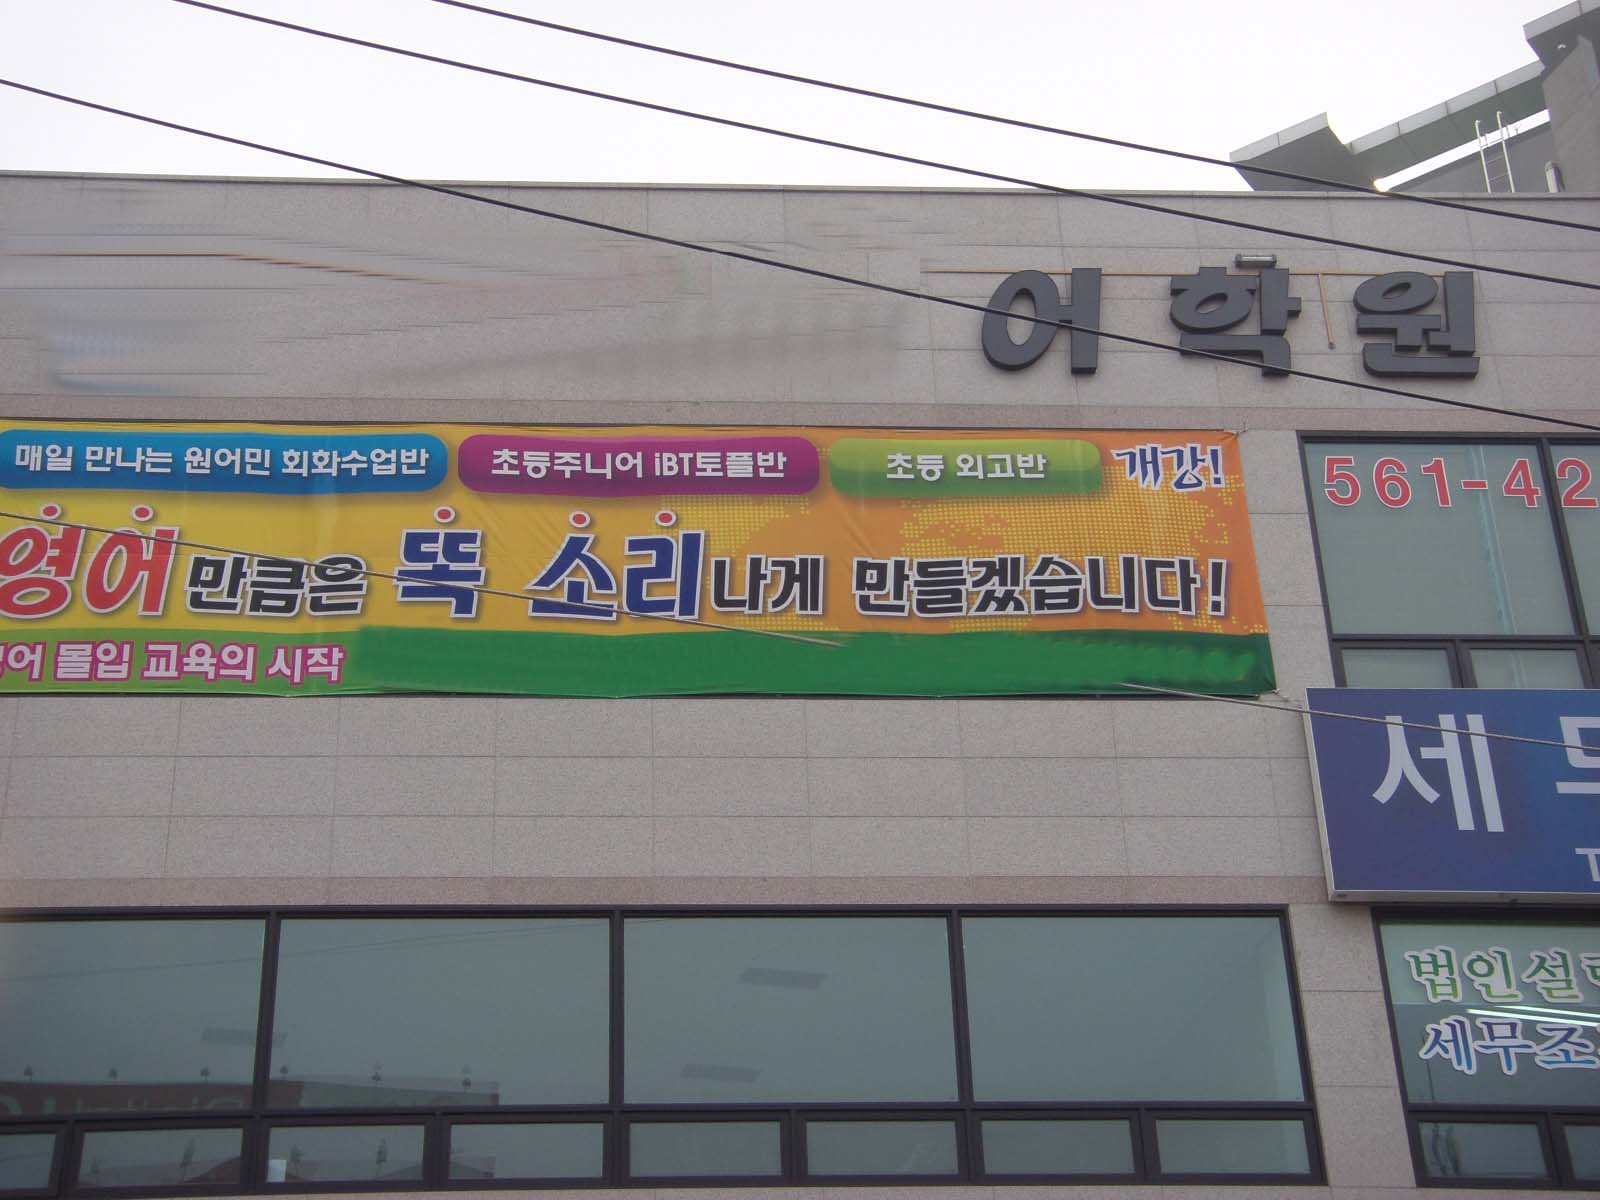 어학원
매일 만나는 원어민 회화수업반 초등주니어 iBT토플반 초등 외고반 개강!
영어만큼은 똑 소리나게 만들겠습니다!
어 몰입 교육의 시작
561-42
세
법인설
세무조